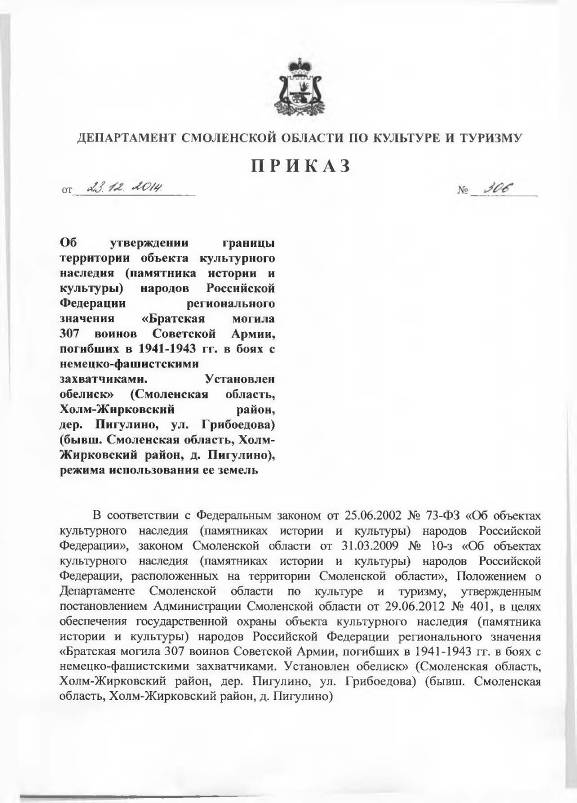 ДЕПАРТАМЕНТ СМОЛЕНСКОЙ ОБЛАСТИ ПО КУЛЬТУРЕ И ТУРИЗМУ
ПРИКАЗ
от 23.12.2014 № 306
Об утверждении границы
территории объекта культурного
наследия (памятника истории и
культуры) народов Российской
Федерации регионального
значения «Братская могила
307 воинов Советской Армии,
погибших в 1941-1943 гг. в боях с
немецко-фашистскими
захватчиками. Установлен
обелиск» (Смоленская область,
Холм-Жирковский район,
дер. Пигулино, ул. Грибоедова)
(бывш. Смоленская область, Холм-
Жирковский район, д. Пигулино),
режима использования ее земель
В соответствии с Федеральным законом от 25.06.2002 № 73-ФЗ «Об объектах
культурного наследия (памятниках истории и культуры) народов Российской
Федерации», законом Смоленской области от 31.03.2009 № 10-з «Об объектах
культурного наследия (памятниках истории и культуры) народов Российской
Федерации, расположенных на территории Смоленской области», Положением о
Департаменте Смоленской области по культуре и туризму, утвержденным
постановлением Администрации Смоленской области от 29.06.2012 № 401, в целях
обеспечения государственной охраны объекта культурного наследия (памятника
истории и культуры) народов Российской Федерации регионального значения
«Братская могила 307 воинов Советской Армии, погибших в 1941-1943 гг. в боях с
немецко-фашистскими захватчиками. Установлен обелиск» (Смоленская область,
Холм-Жирковский район, дер. Пигулино, ул. Грибоедова) (бывш. Смоленская
область, Холм-Жирковский район, д. Пигулино)